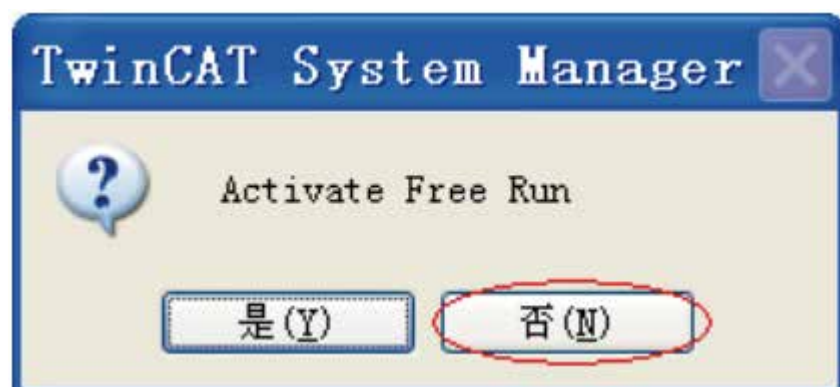 TwinCAT System Manager
Activate Free Run
是(Y) 否(N)